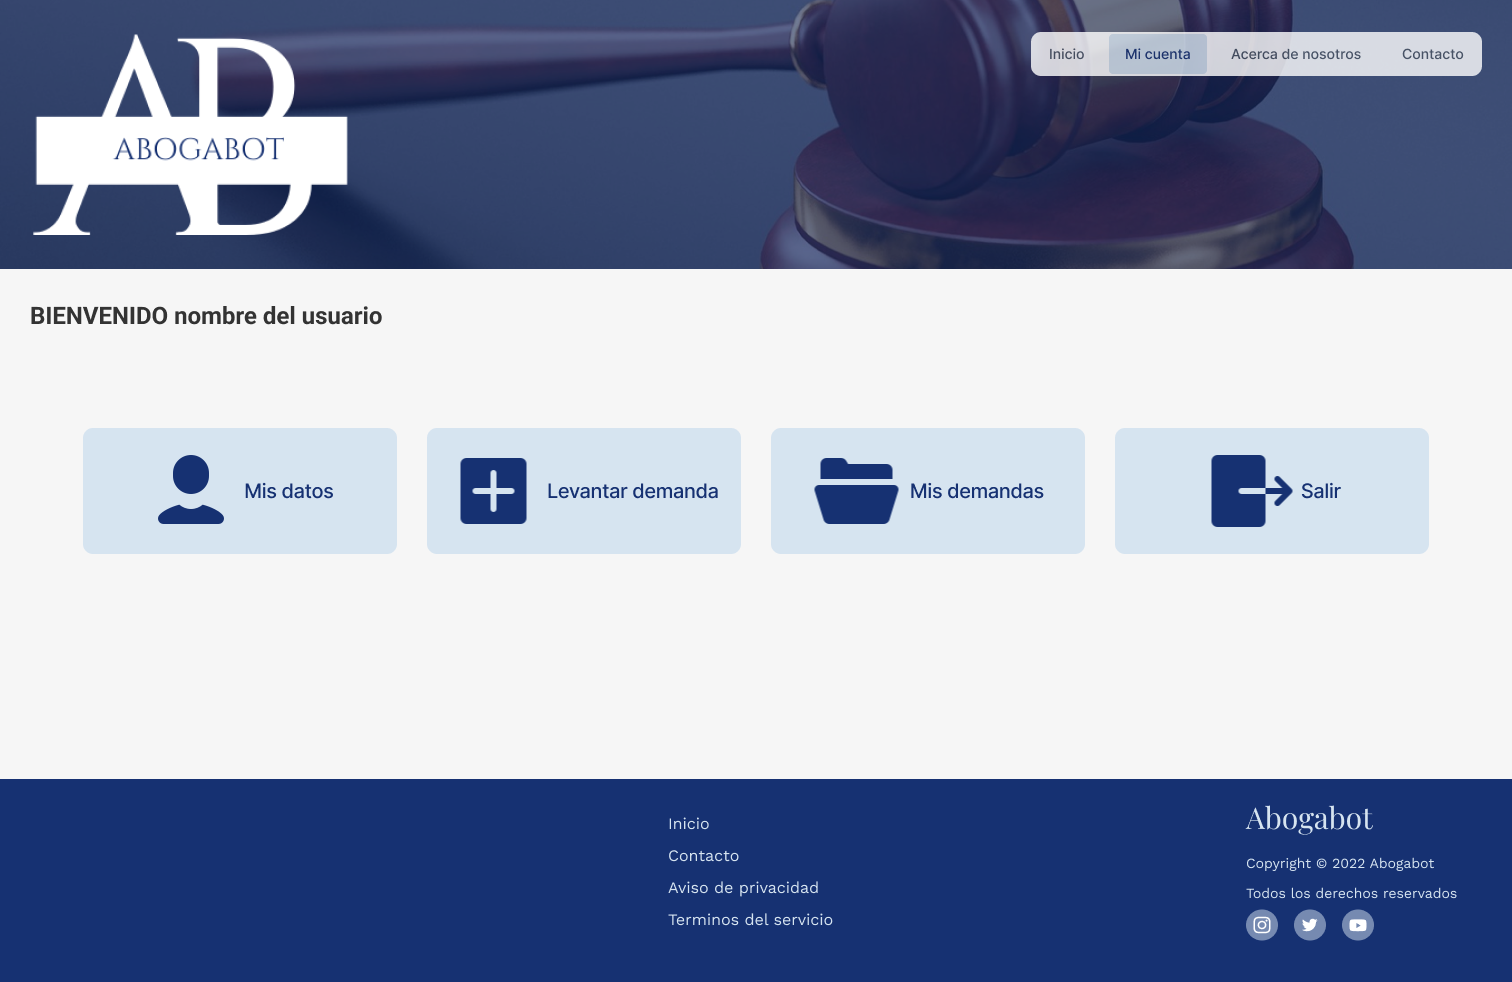 AB
ABOGABOT
Inicio
Mi cuenta
Acerca de nosotros
Contacto
BIENVENIDO nombre del usuario
Mis datos
Levantar demanda
Mis demandas
Salir
Inicio
Contacto
Aviso de privacidad
Terminos del servicio
Abogabot
Copyright © 2022 Abogabot
Todos los derechos reservados